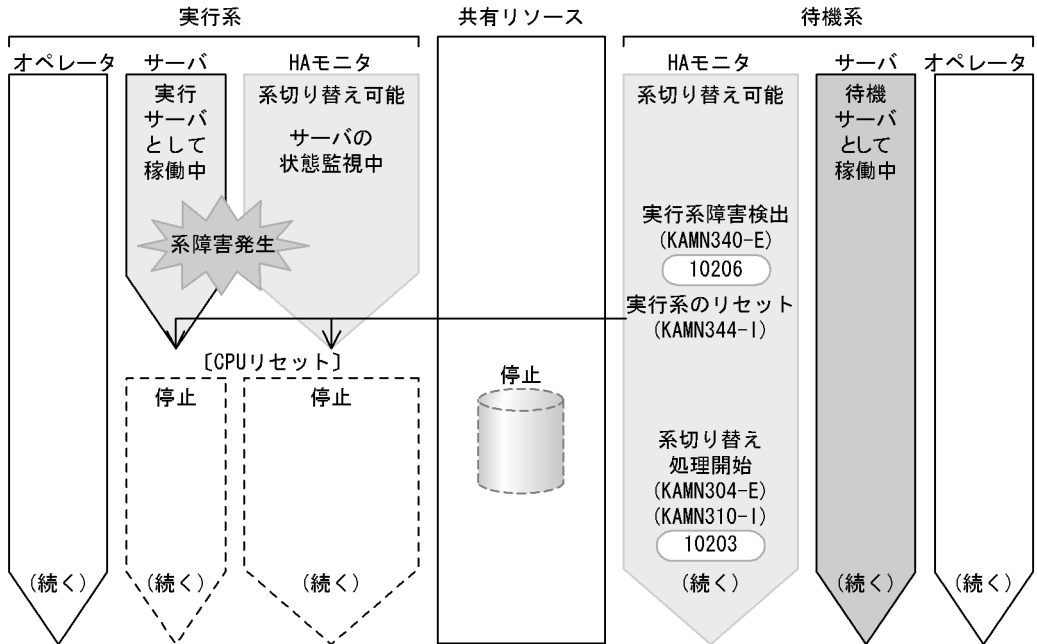 実行系
共有リソース
待機系
オペレータ
サーバ
HAモニタ
HAモニタ
サーバ
オペレータ
実行
サーバ
として
稼働中
系切り替え可能
サーバの
状態監視中
系障害発生
系切り替え可能
待機
サーバ
として
稼働中
実行系障害検出
(KAMN340-E)
10206
実行系のリセット
(KAMN344-I)
〔CPUリセット〕
停止
停止
停止
系切り替え
処理開始
(KAMN304-E)
(KAMN310-I)
10203
(続く)
(続く)
(続く)
(続く)
(続く)
(続く)